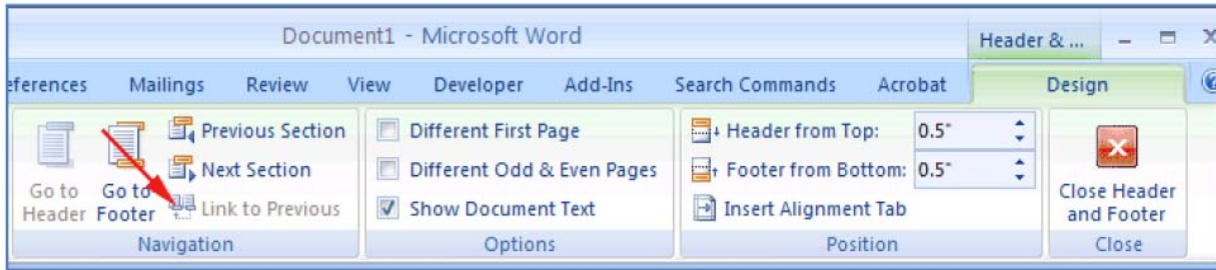 Document1 - Microsoft Word
Header & ...
eferences Mailings Review View Developer Add-Ins Search Commands Acrobat Design
Go to Header
Go to Footer
Previous Section
Next Section
Link to Previous
Navigation
Different First Page
Different Odd & Even Pages
Show Document Text
Options
Header from Top: 0.5"
Footer from Bottom: 0.5"
Insert Alignment Tab
Position
Close Header
and Footer
Close